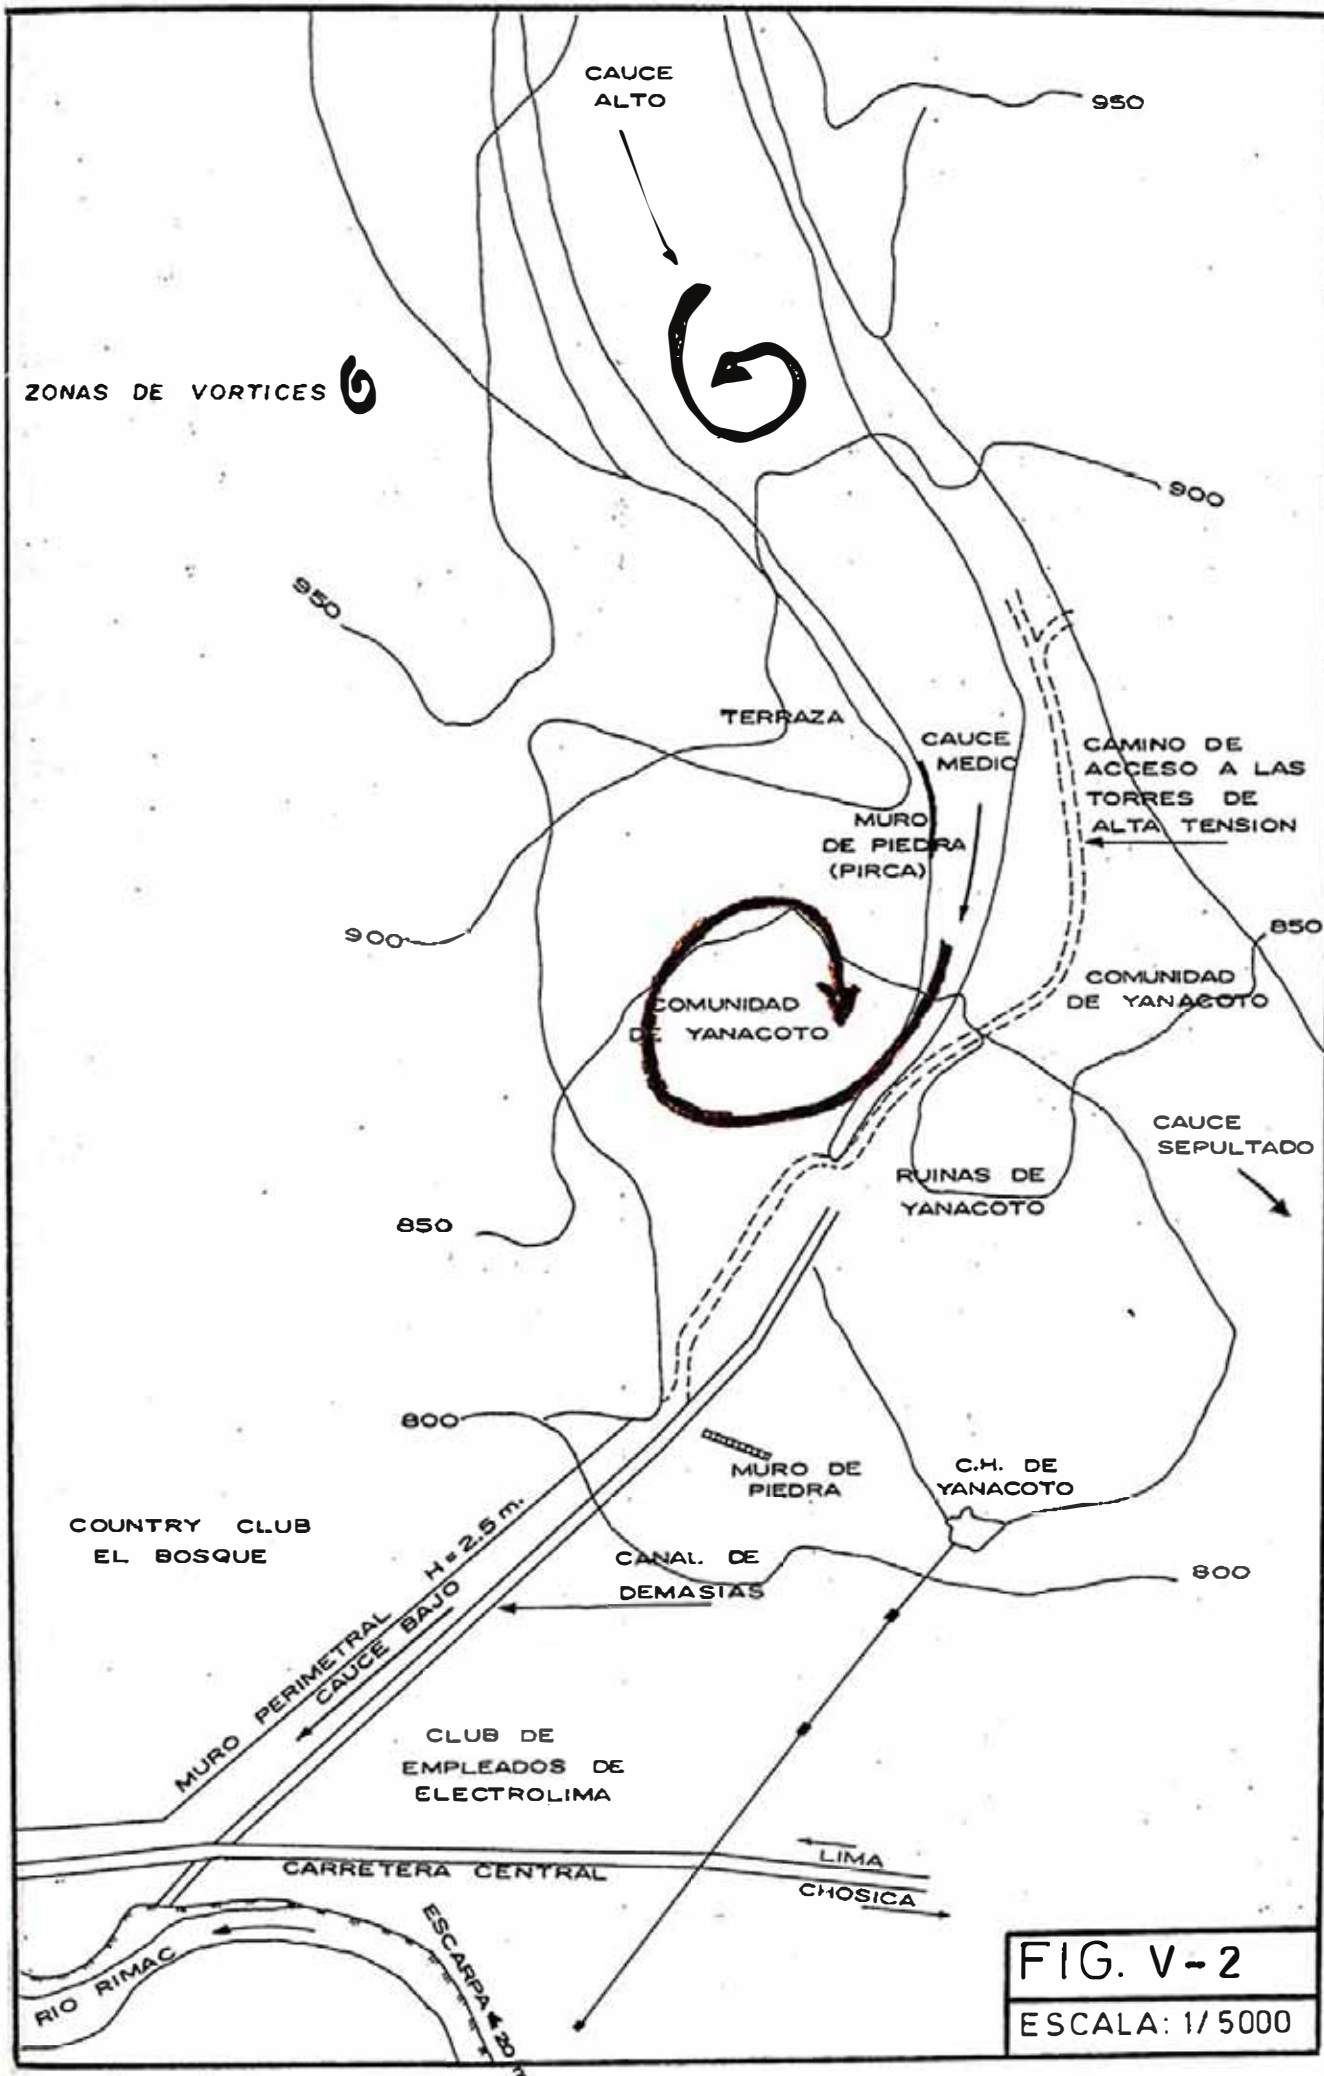 CAUCE
ALTO
950
ZONAS DE VORTICES
900
950
TERRAZA
CAUCE
MEDIO
CAMINO DE
ACCESO A LAS
TORRES DE
ALTA TENSION
MURO
DE PIEDRA
(PIRCA)
900
850
COMUNIDAD
DE YANACOTO
COMUNIDAD
DE YANACOTO
CAUCE
SEPULTADO
RUINAS DE
YANACOTO
850
800
MURO DE
PIEDRA
C.H. DE
YANACOTO
COUNTRY CLUB
EL BOSQUE
MURO PERIMETRAL H = 2.5 m.
CAUCE BAJO
CANAL DE
DEMASIAS
800
CLUB DE
EMPLEADOS DE
ELECTROLIMA
CARRETERA CENTRAL
LIMA
CHOSICA
ESCARPA
RIO RIMAC
FIG. V-2
ESCALA: 1/5000